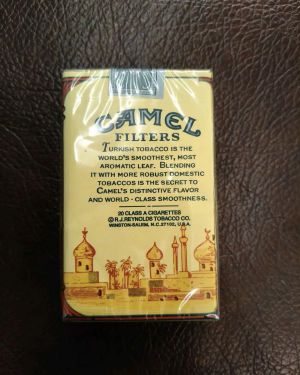 CAMEL
FILTERS
TURKISH TOBACCO IS THE
WORLD'S SMOOTHEST, MOST
AROMATIC LEAF. BLENDING
IT WITH MORE ROBUST DOMESTIC
TOBACCOS IS THE SECRET TO
CAMEL'S DISTINCTIVE FLAVOR
AND WORLD - CLASS SMOOTHNESS.
20 CLASS A CIGARETTES
© R.J.REYNOLDS TOBACCO CO.
WINSTON-SALEM, N.C. 27102, U.S.A.